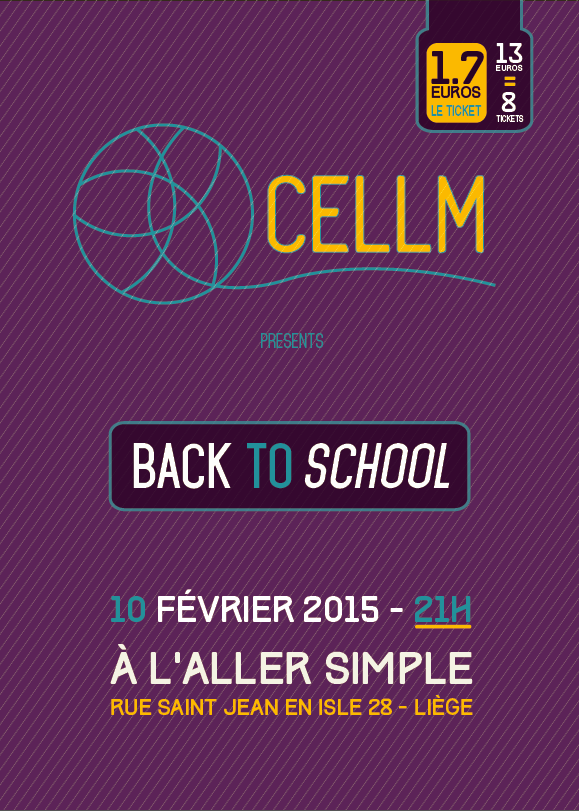 1.7
EUROS
LE TICKET
13
EUROS
=
8
TICKETS
CELLM
PRESENTS
BACK TO SCHOOL
10 FÉVRIER 2015 - 21H
À L'ALLER SIMPLE
RUE SAINT JEAN EN ISLE 28 - LIÈGE